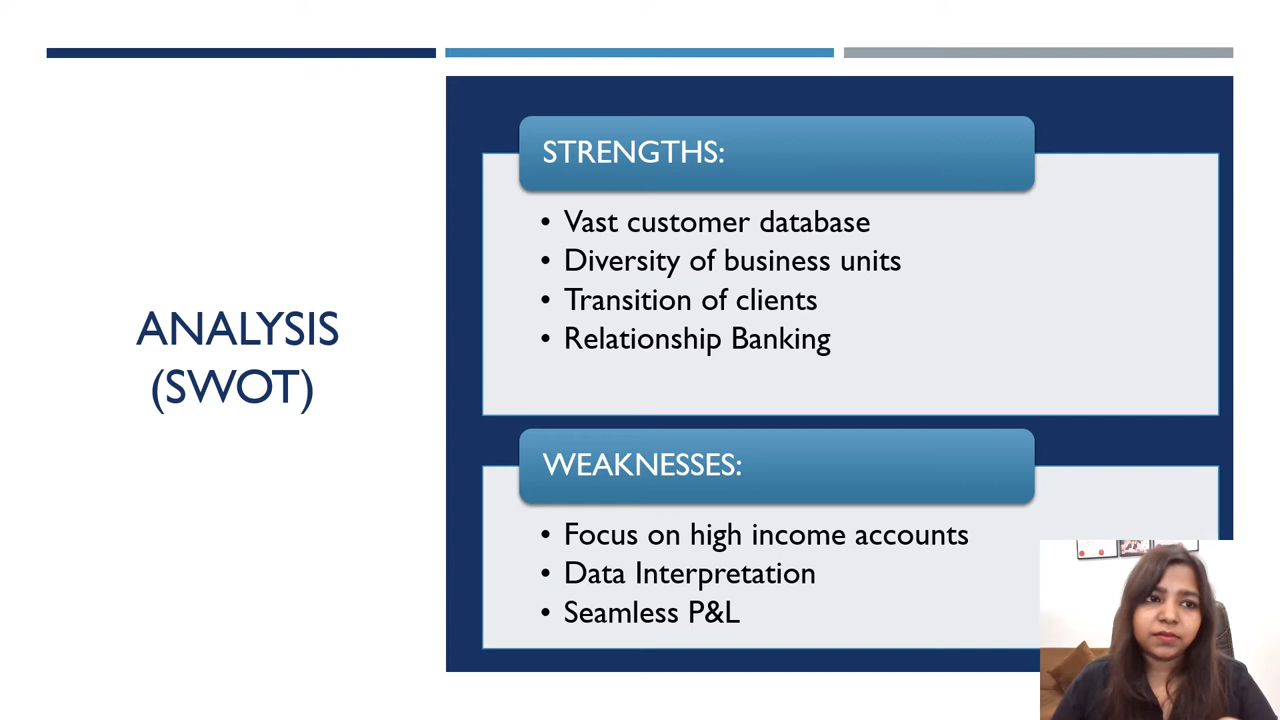 ANALYSIS
(SWOT)
STRENGTHS:
• Vast customer database
• Diversity of business units
• Transition of clients
• Relationship Banking
WEAKNESSES:
• Focus on high income accounts
• Data Interpretation
• Seamless P&L